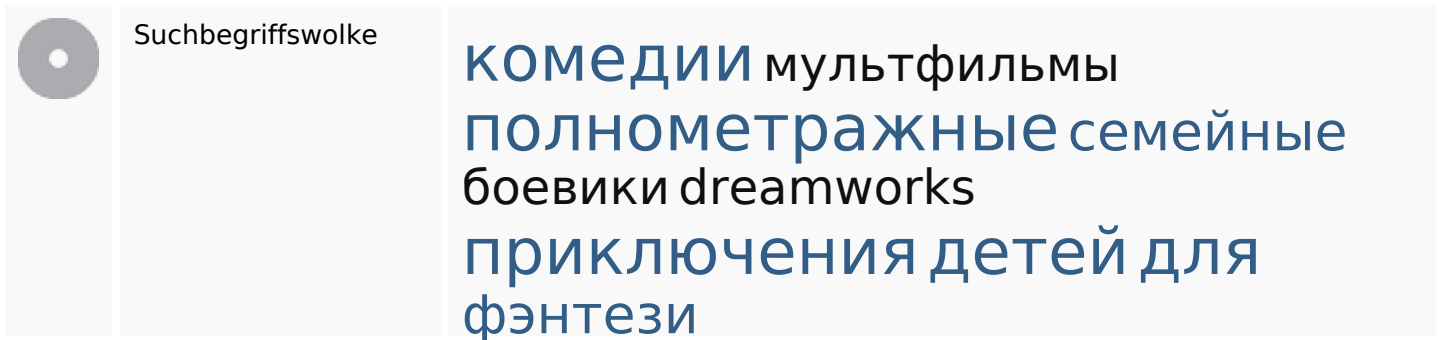 Suchbegriffswolke
комедии мультфильмы
полнометражные семейные
боевики dreamworks
приключения детей для
фэнтези